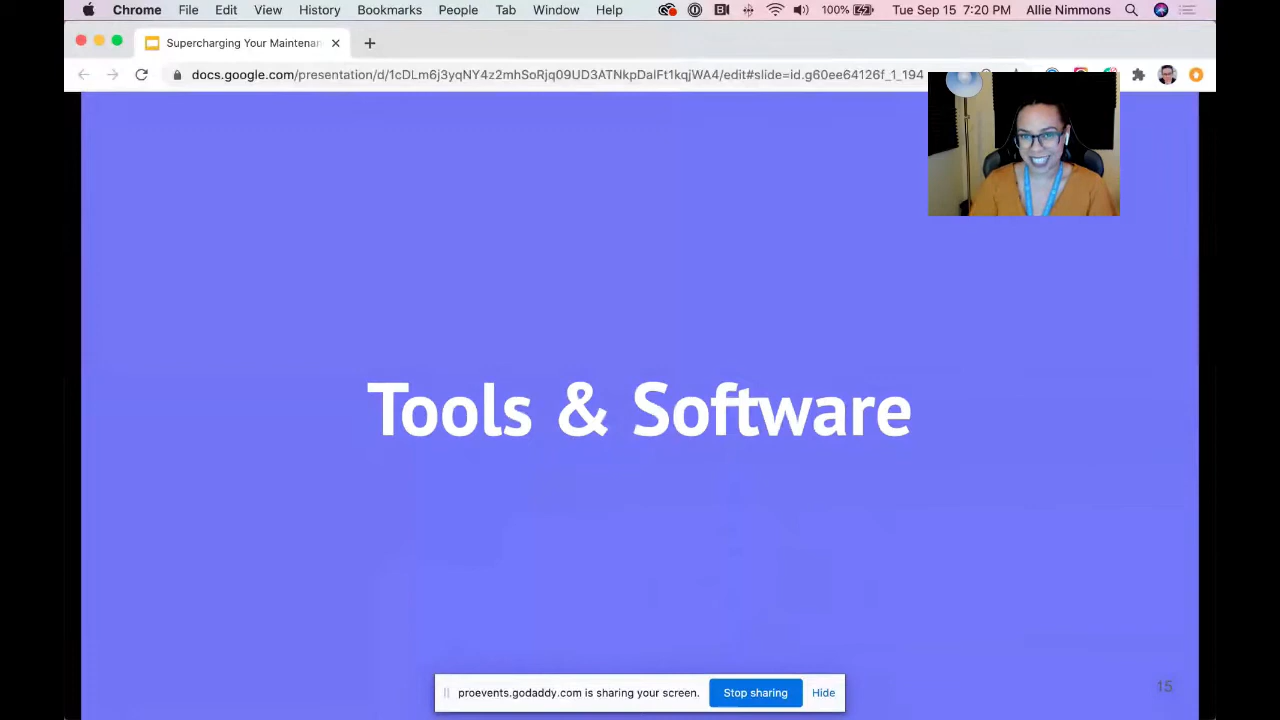 Chrome File Edit View History Bookmarks People Tab Window Help 100% Tue Sep 15 7:20 PM Allie Nimmons
Supercharging Your Maintenan
docs.google.com/presentation/d/1cDLm6j3yqNY4z2mhSoRjq09UD3ATNkpDalFt1kqjWA4/edit#slide=id.g60ee64126f_1_194
Tools & Software
proevents.godaddy.com is sharing your screen. Stop sharing Hide
15